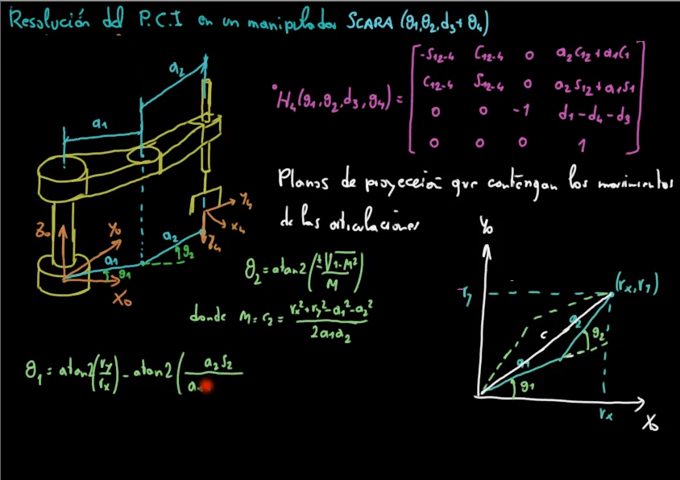 Resolución del P.C.I en un manipulador SCARA (θ1,θ2,d3,θ4)
a2
a1
⁰H4(θ1,θ2,d3,θ4) =
-S12-4 C12-4 0 a2C12+a1C1
C12-4 S12-4 0 a2S12+a1S1
0 0 -1 d1-d4-d3
0 0 0 1
Planos de proyección que contengan los movimientos
de las articulaciones
Z0 Y0 a1 θ1 X0 a2 θ2 Y4 X4 Z4
θ2 = atan2(±√1-M²/M)
donde M = c2 = rx²+ry²-a1²-a2²/2a1a2
θ1 = atan2(ry/rx) - atan2(a2S2/a
Y0
ry (rx,ry)
c a2 θ2
a1 θ1
rx X0